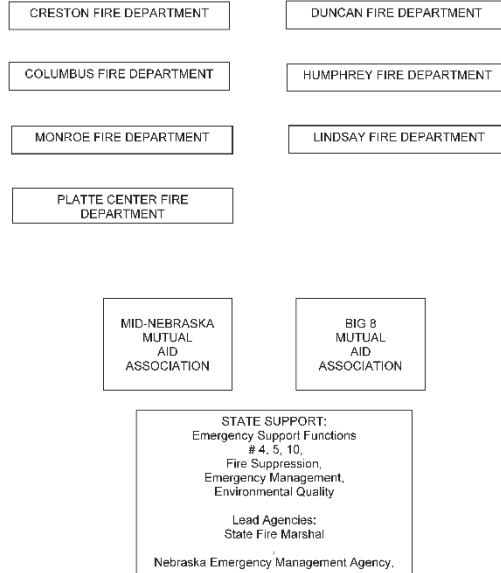 CRESTON FIRE DEPARTMENT
DUNCAN FIRE DEPARTMENT
COLUMBUS FIRE DEPARTMENT
HUMPHREY FIRE DEPARTMENT
MONROE FIRE DEPARTMENT
LINDSAY FIRE DEPARTMENT
PLATTE CENTER FIRE
DEPARTMENT
MID-NEBRASKA
MUTUAL
AID
ASSOCIATION
BIG 8
MUTUAL
AID
ASSOCIATION
STATE SUPPORT:
Emergency Support Functions
# 4, 5, 10,
Fire Suppression,
Emergency Management,
Environmental Quality
Lead Agencies:
State Fire Marshal
,
Nebraska Emergency Management Agency,